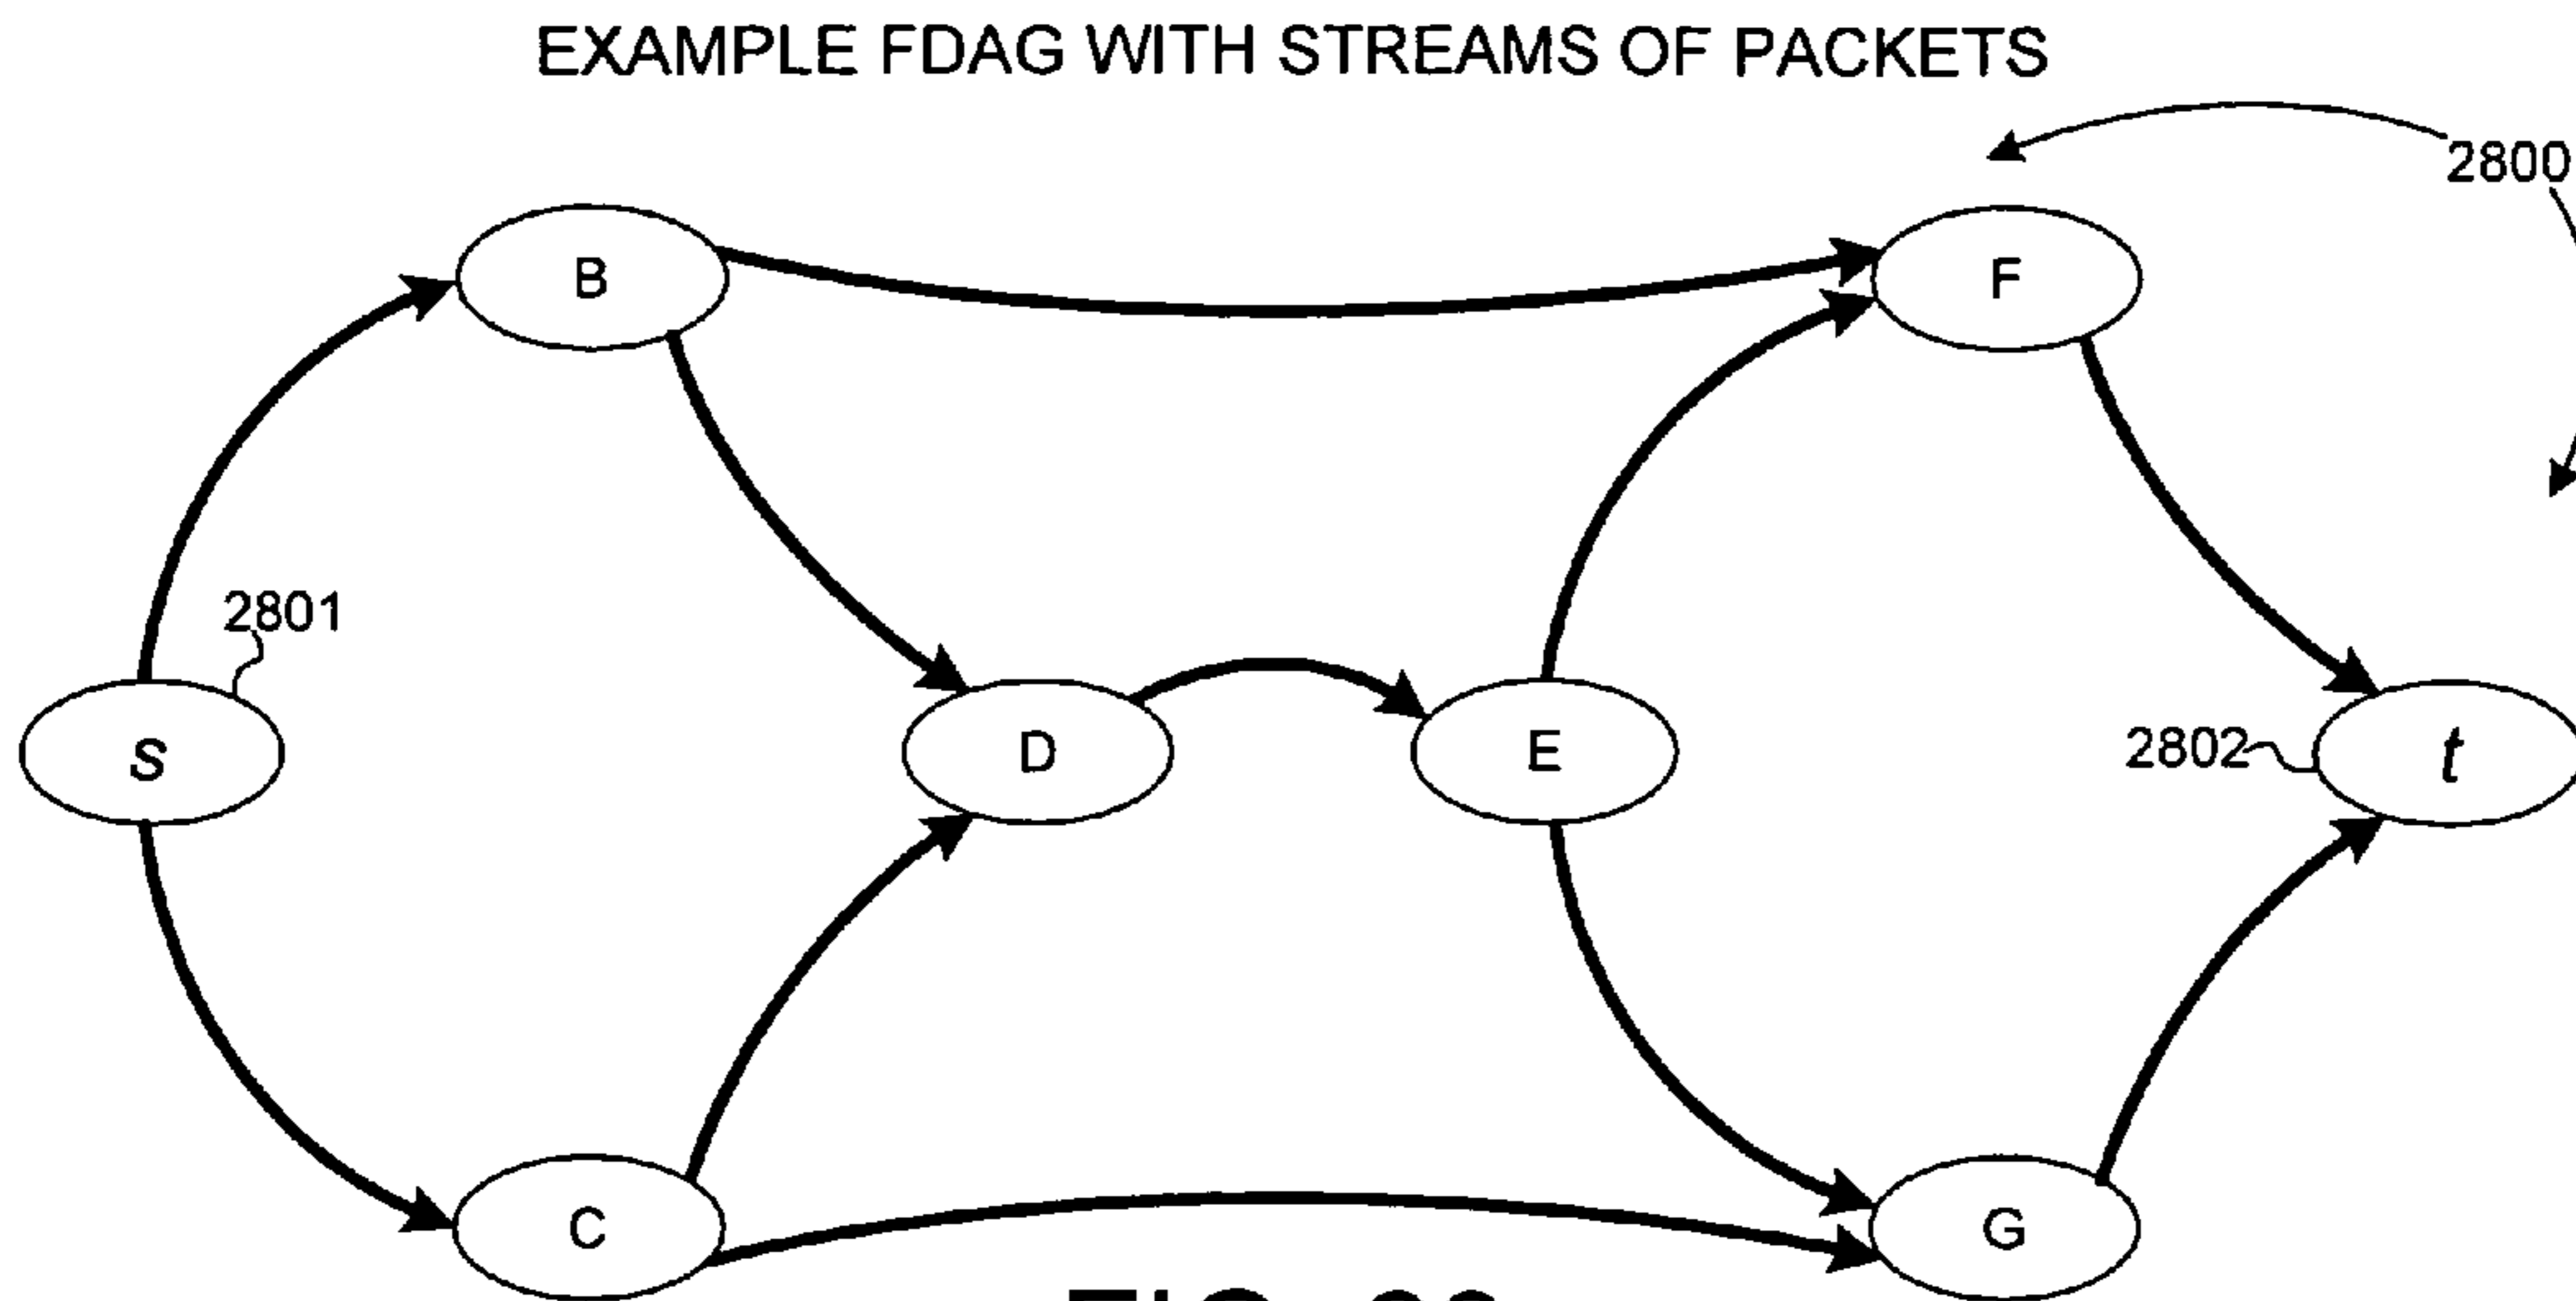 EXAMPLE FDAG WITH STREAMS OF PACKETS
2800
B
F
2801
s
D
E
2802
t
C
G